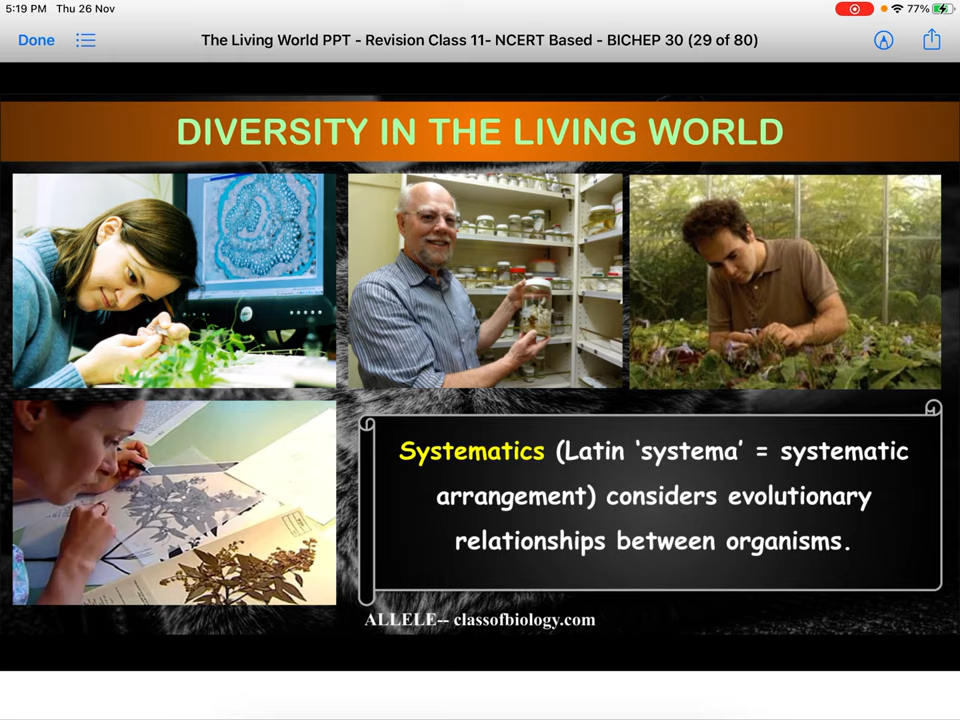 5:19 PM Thu 26 Nov
77%
Done
The Living World PPT - Revision Class 11- NCERT Based - BICHEP 30 (29 of 80)
DIVERSITY IN THE LIVING WORLD
Systematics (Latin ‘systema’ = systematic
arrangement) considers evolutionary
relationships between organisms.
ALLELE-- classofbiology.com